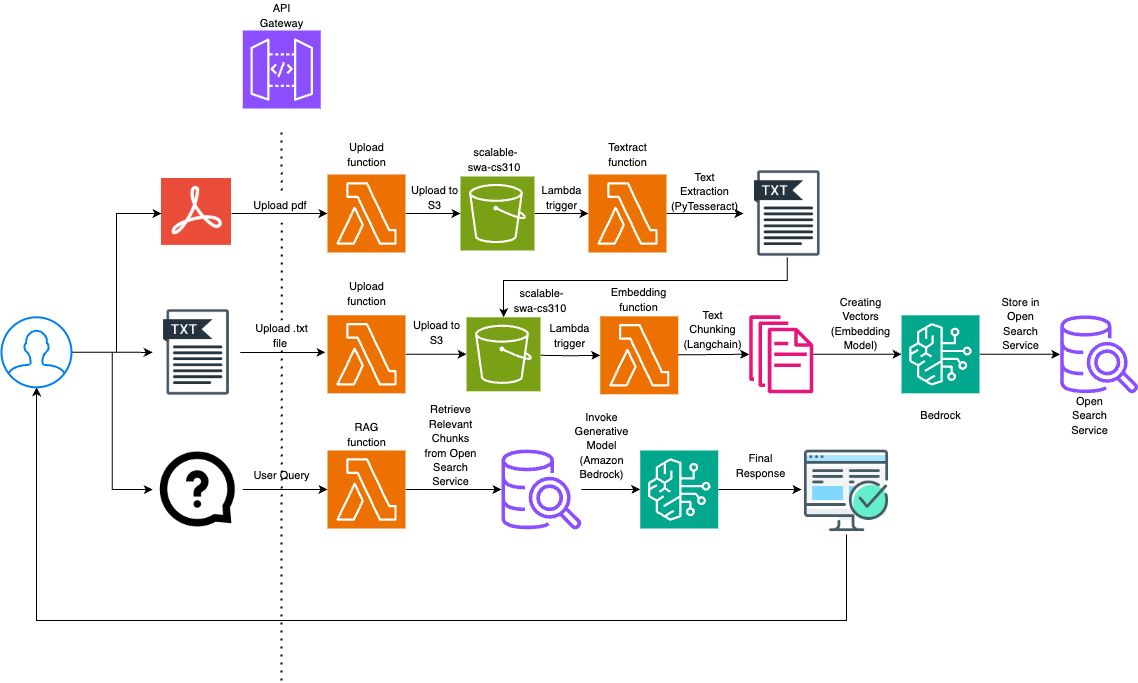 API
Gateway
</>
Upload
function
scalable-
swa-cs310
Textract
function
Upload pdf
Upload to
S3
Lambda
trigger
Text
Extraction
(PyTesseract)
TXT
Upload
function
scalable-
swa-cs310
Embedding
function
TXT
Upload .txt
file
Upload to
S3
Lambda
trigger
Text
Chunking
(Langchain)
Creating
Vectors
(Embedding
Model)
Bedrock
Store in
Open
Search
Service
Open
Search
Service
?
User Query
RAG
function
Retrieve
Relevant
Chunks
from Open
Search
Service
Invoke
Generative
Model
(Amazon
Bedrock)
Final
Response